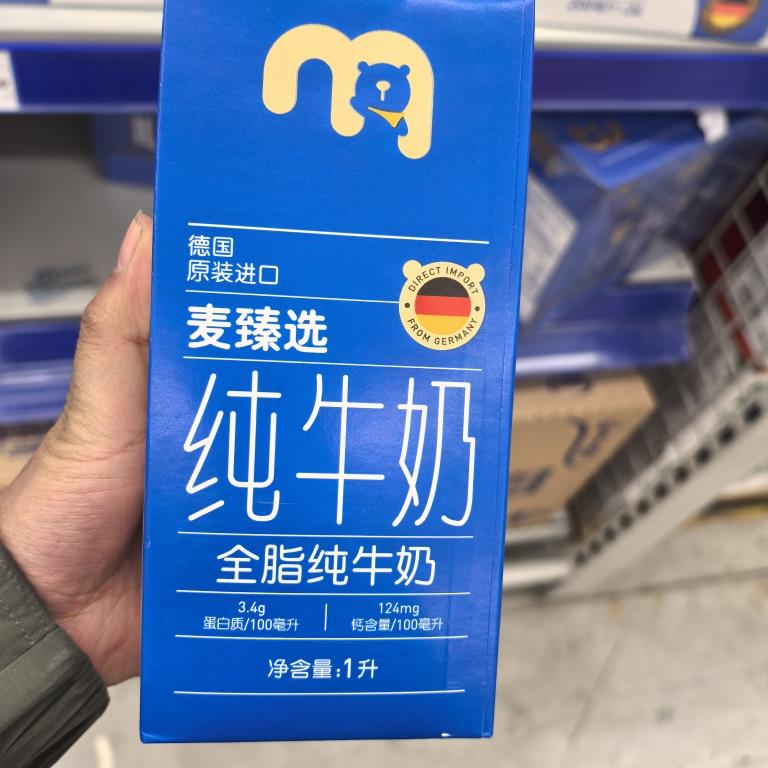 德国
原装进口
DIRECT IMPORT
FROM GERMANY
麦臻选
纯牛奶
全脂纯牛奶
3.4g
蛋白质/100毫升
124mg
钙含量/100毫升
净含量:1升